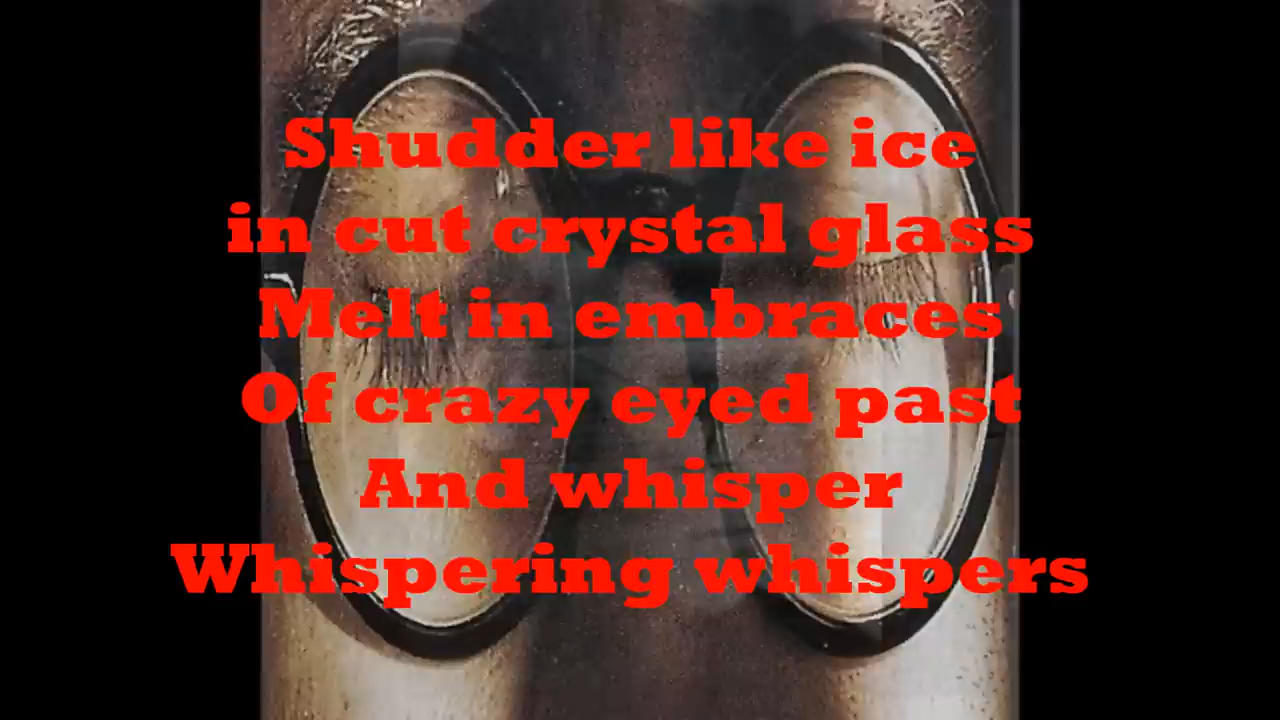 Shudder like ice
in cut crystal glass
Melt in embraces
Of crazy eyed past
And whisper
Whispering whispers